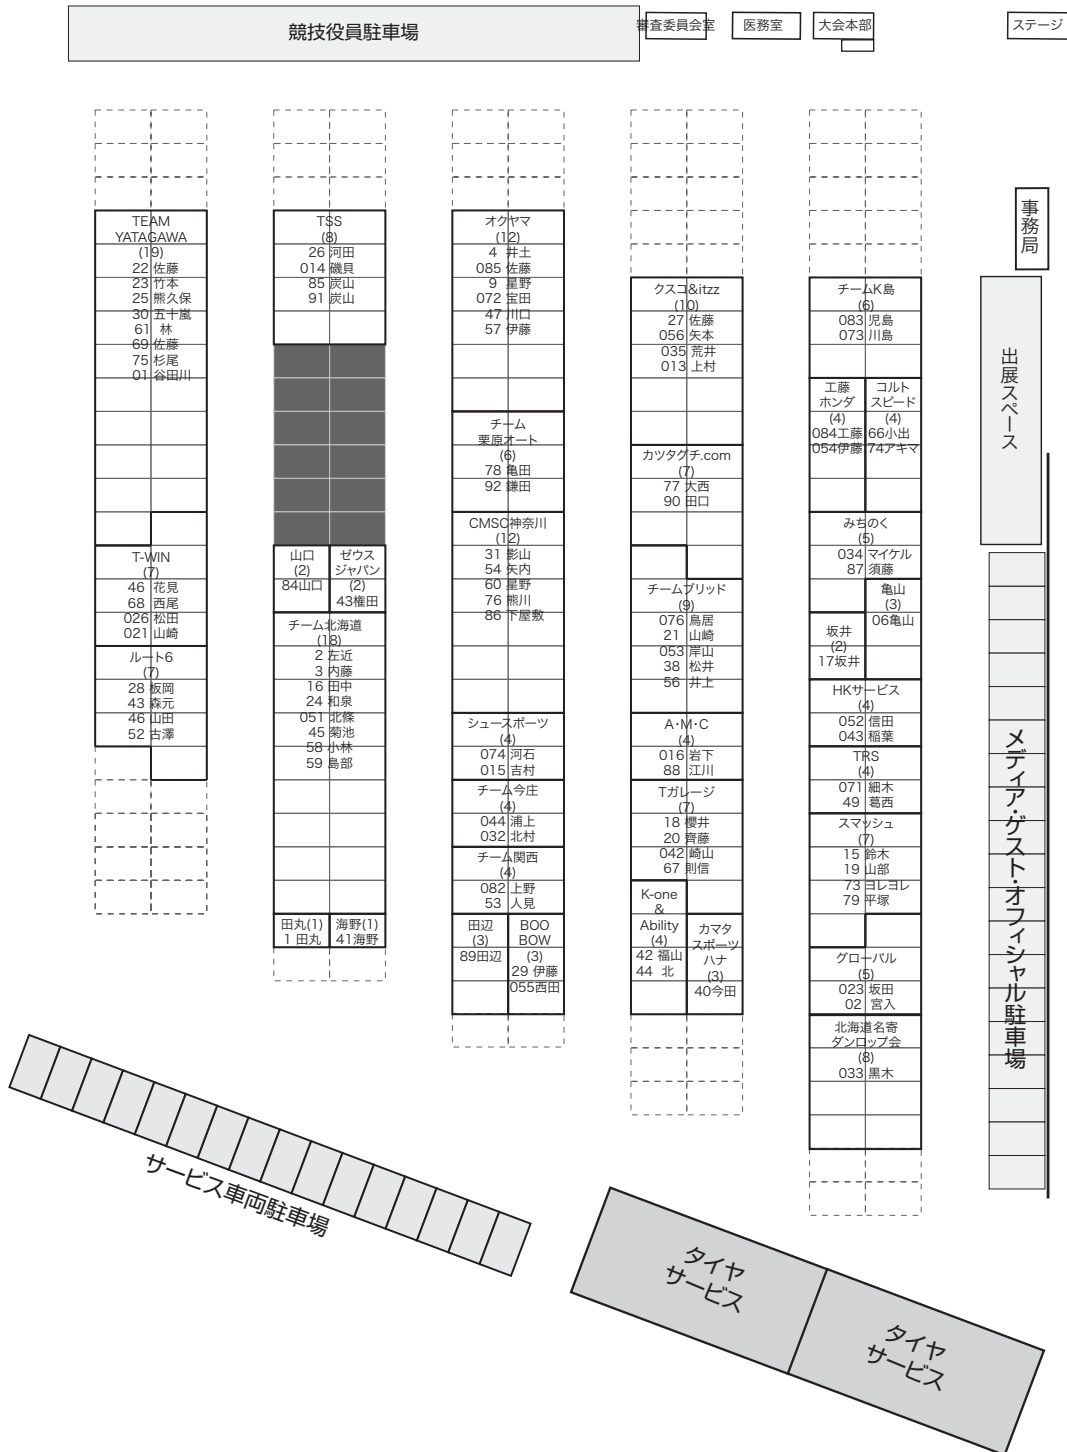 競技役員駐車場
審査委員会室
医務室
大会本部
ステージ
事務局
出展スペース
メディア・ゲスト・オフィシャル駐車場
TEAM
YATAGAWA
(19)
22 佐藤
23 竹本
25 熊久保
30 五十嵐
61 林
69 佐藤
75 杉尾
01 谷田川
T-WIN
(7)
46 花見
68 西尾
026 松田
021 山崎
ルート6
(7)
28 板岡
43 森元
46 山田
52 古澤
TSS
(8)
26 河田
014 磯貝
85 炭山
91 炭山
山口
(2)
84山口
ゼウス
ジャパン
(2)
43権田
チーム北海道
(18)
2 左近
3 内藤
16 田中
24 和泉
051 北條
45 菊池
58 小林
59 島部
田丸(1)
1 田丸
海野(1)
41海野
オクヤマ
(12)
4 井土
085 佐藤
9 星野
072 宝田
47 川口
57 伊藤
チーム
栗原オート
(6)
78 亀田
92 鎌田
CMSC神奈川
(12)
31 影山
54 矢内
60 星野
76 熊川
86 下屋敷
シュースポーツ
(4)
074 河石
015 吉村
チーム今庄
(4)
044 浦上
032 北村
チーム関西
(4)
082 上野
53 人見
田辺
(3)
89田辺
BOO
BOW
(3)
29 伊藤
055西田
クスコ&itzz
(10)
27 佐藤
056 矢本
035 荒井
013 上村
カツタグチ.com
(7)
77 大西
90 田口
チームブリッド
(9)
076 鳥居
21 山崎
053 岸山
38 松井
56 井上
A・M・C
(4)
016 岩下
88 江川
Tガレージ
(7)
18 櫻井
20 齊藤
042 崎山
67 則信
K-one
&
Ability
(4)
42 福山
44 北
カマタ
スポーツ
ハナ
(3)
40今田
チームK島
(6)
083 児島
073 川島
工藤
ホンダ
(4)
084工藤
054伊藤
コルト
スピード
(4)
66小出
74アキマ
みちのく
(5)
034 マイケル
87 須藤
亀山
(3)
06亀山
坂井
(2)
17坂井
HKサービス
(4)
052 信田
043 稲葉
TRS
(4)
071 細木
49 葛西
スマッシュ
(7)
15 鈴木
19 山部
73 ヨレヨレ
79 平塚
グローバル
(5)
023 坂田
02 宮入
北海道名寄
ダンロップ会
(8)
033 黒木
サービス車両駐車場
タイヤ
サービス
タイヤ
サービス